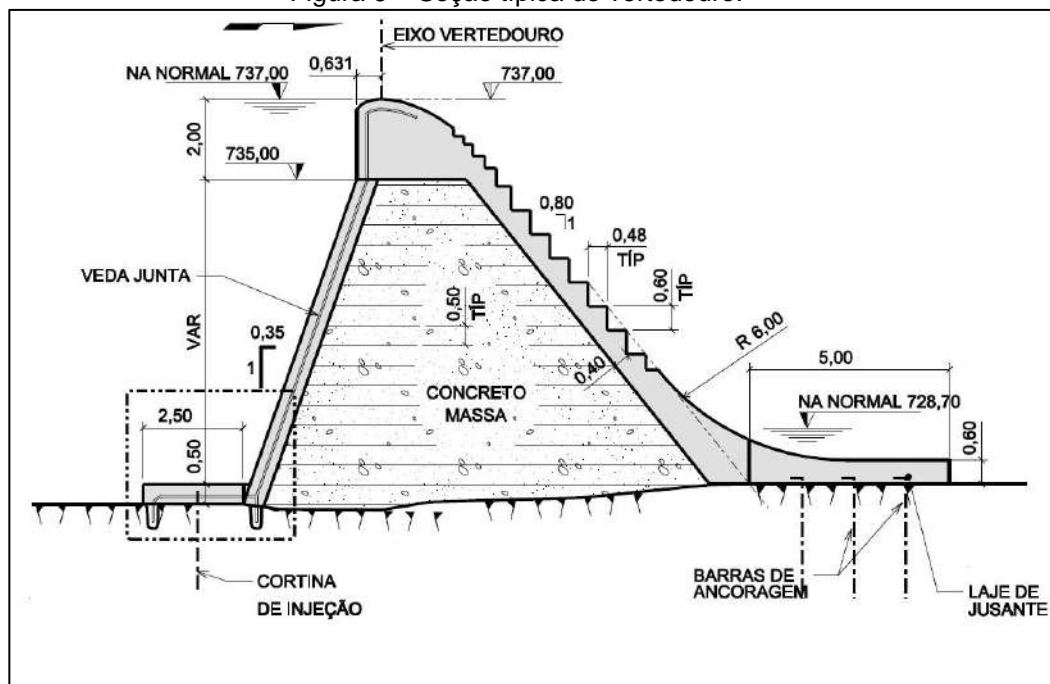 Figura 3 – Seção típica do vertedouro.
EIXO VERTEDOURO
0,631
NA NORMAL 737,00
737,00
2,00
735,00
0,80
1
0,48
TÍP
VEDA JUNTA
0,50
TÍP
0,60
TÍP
VAR
0,35
1
R 6,00
5,00
0,40
CONCRETO
MASSA
NA NORMAL 728,70
2,50
0,50
0,60
CORTINA
DE INJEÇÃO
BARRAS DE
ANCORAGEM
LAJE DE
JUSANTE